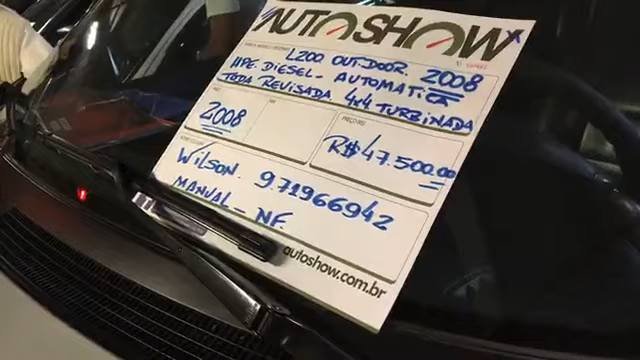 AUTOSHOW
L200 OUTDOOR. 2008
HPE. DIESEL - AUTOMATICA
TODA REVISADA 4x4 TURBINADA
2008
PREÇO R$
R$47.500.00
WILSON. 971966942
MANUAL - NF.
autoshow.com.br